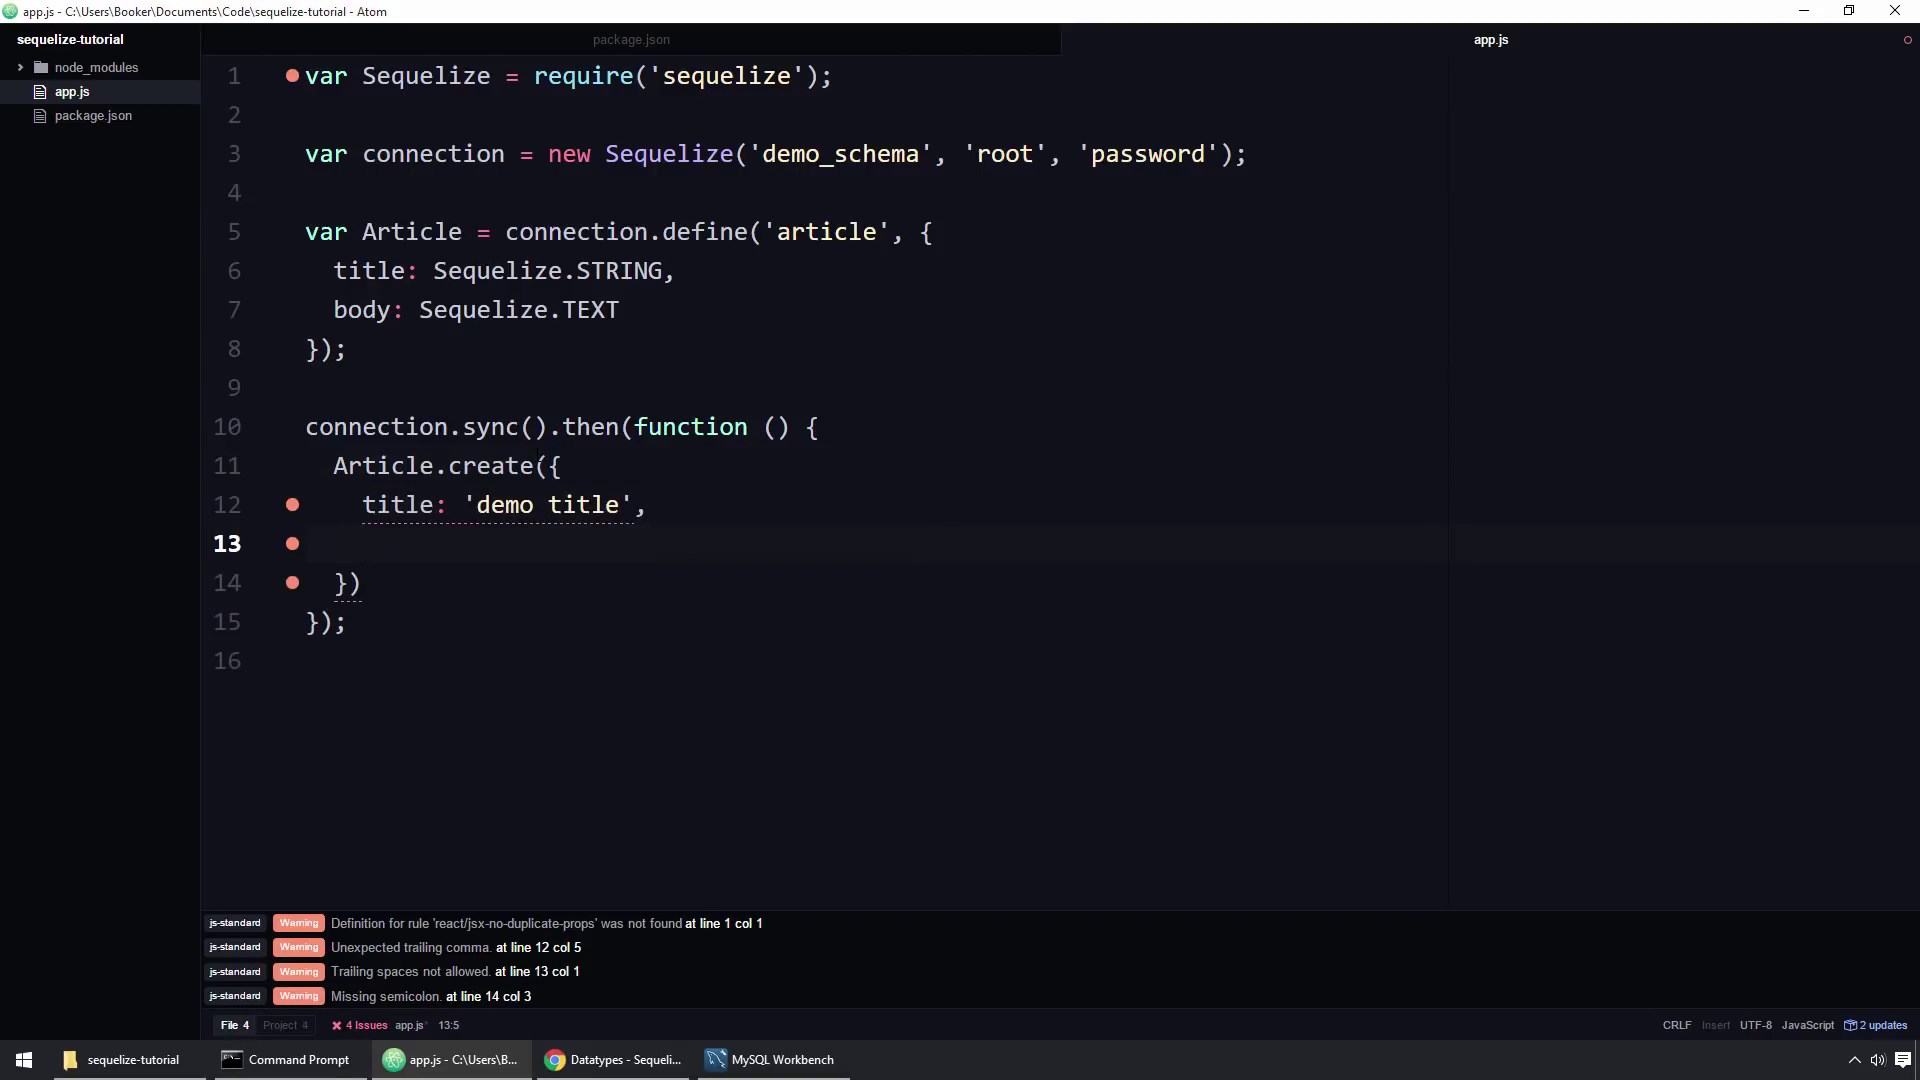 app.js - C:\Users\Booker\Documents\Code\sequelize-tutorial - Atom
sequelize-tutorial
node_modules
app.js
package.json
package.json
app.js
1 var Sequelize = require('sequelize');
2
3 var connection = new Sequelize('demo_schema', 'root', 'password');
4
5 var Article = connection.define('article', {
6 title: Sequelize.STRING,
7 body: Sequelize.TEXT
8 });
9
10 connection.sync().then(function () {
11 Article.create({
12 title: 'demo title',
13
14 })
15 });
16
js-standard Warning Definition for rule 'react/jsx-no-duplicate-props' was not found at line 1 col 1
js-standard Warning Unexpected trailing comma. at line 12 col 5
js-standard Warning Trailing spaces not allowed. at line 13 col 1
js-standard Warning Missing semicolon. at line 14 col 3
File 4 Project 4 4 Issues app.js* 13:5 CRLF Insert UTF-8 JavaScript 2 updates
sequelize-tutorial Command Prompt app.js - C:\Users\B... Datatypes - Sequeli... MySQL Workbench